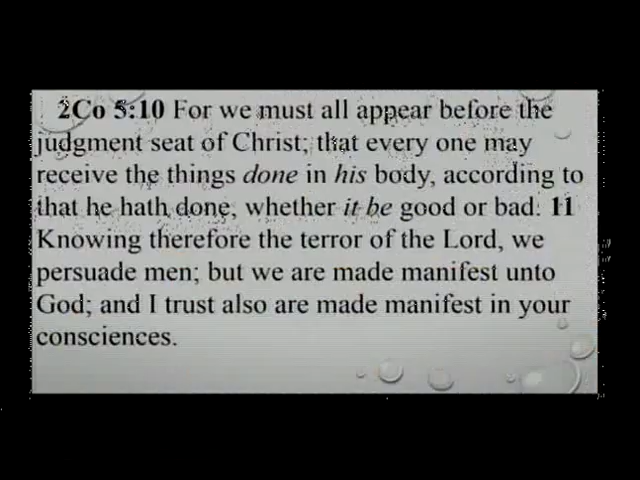 2Co 5:10 For we must all appear before the
judgment seat of Christ; that every one may
receive the things done in his body, according to
that he hath done, whether it be good or bad. 11
Knowing therefore the terror of the Lord, we
persuade men; but we are made manifest unto
God; and I trust also are made manifest in your
consciences.